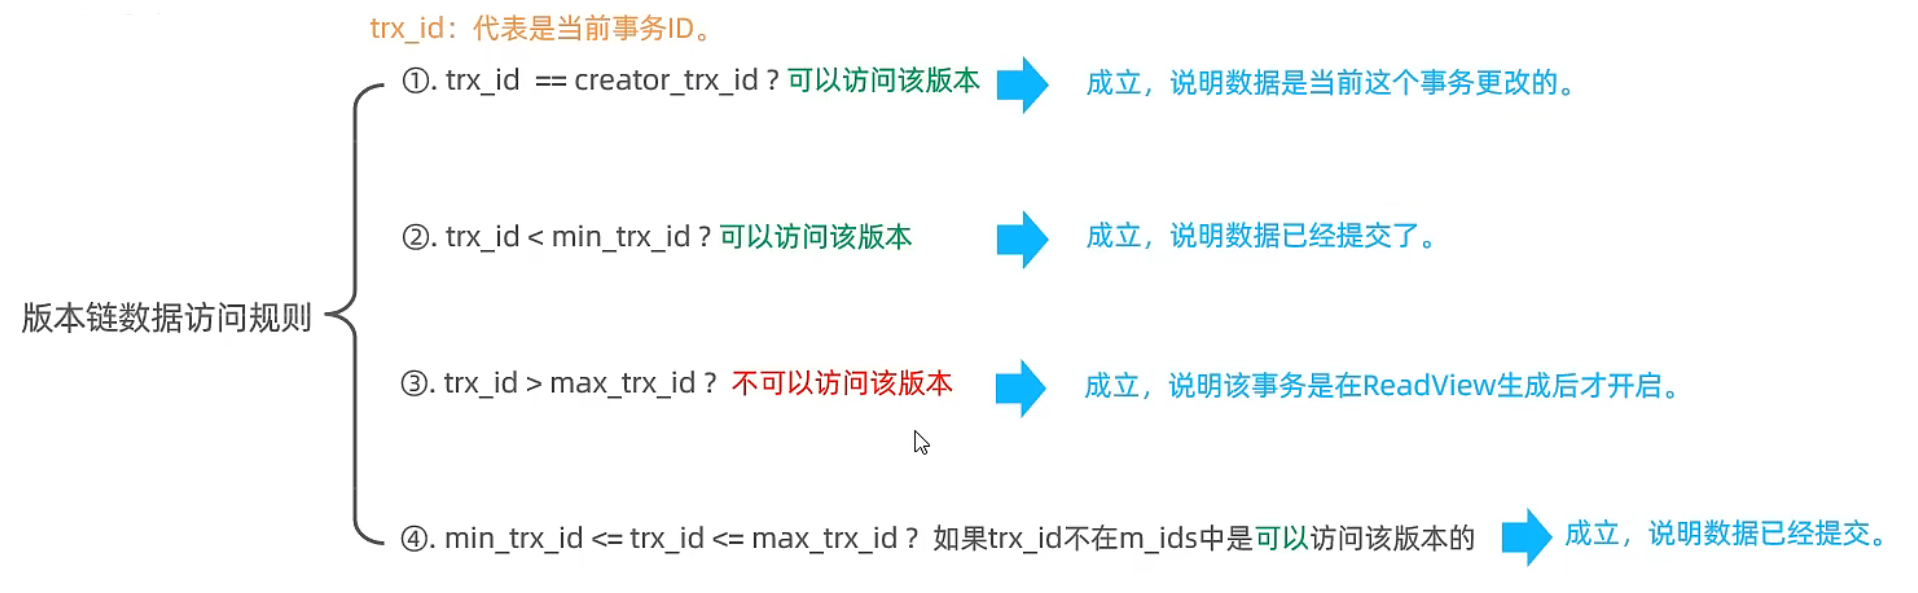 trx_id：代表是当前事务ID。
①. trx_id == creator_trx_id ? 可以访问该版本 成立，说明数据是当前这个事务更改的。
②. trx_id < min_trx_id ? 可以访问该版本 成立，说明数据已经提交了。
版本链数据访问规则
③. trx_id > max_trx_id ? 不可以访问该版本 成立，说明该事务是在ReadView生成后才开启。
④. min_trx_id <= trx_id <= max_trx_id ? 如果trx_id不在m_ids中是可以访问该版本的 成立，说明数据已经提交。